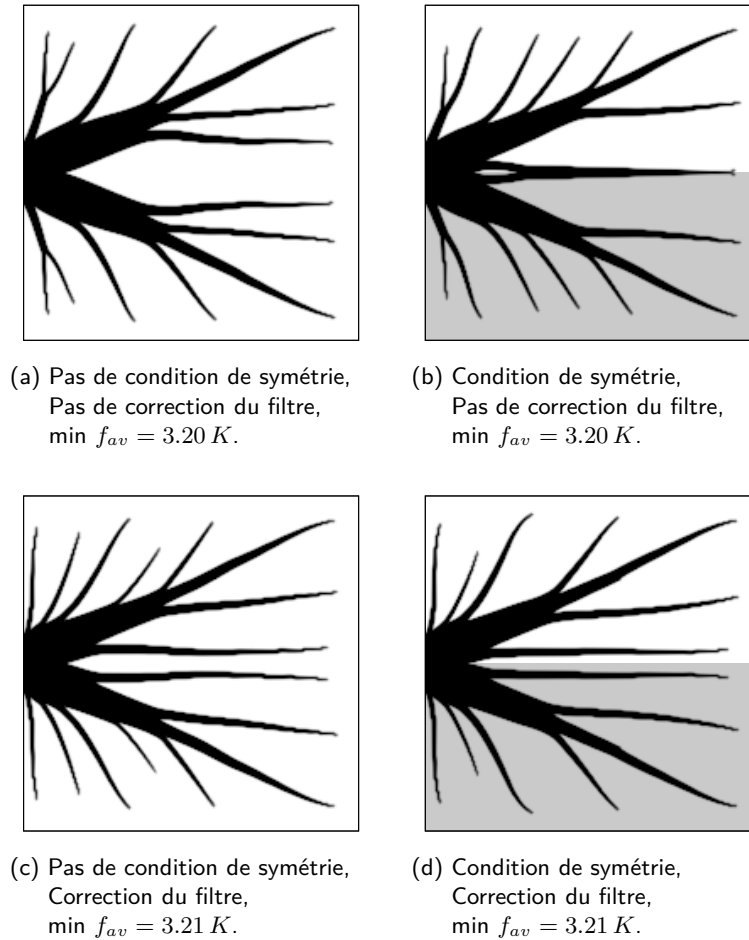 (a) Pas de condition de symétrie,
Pas de correction du filtre,
min f_{av} = 3.20 K.
(b) Condition de symétrie,
Pas de correction du filtre,
min f_{av} = 3.20 K.
(c) Pas de condition de symétrie,
Correction du filtre,
min f_{av} = 3.21 K.
(d) Condition de symétrie,
Correction du filtre,
min f_{av} = 3.21 K.